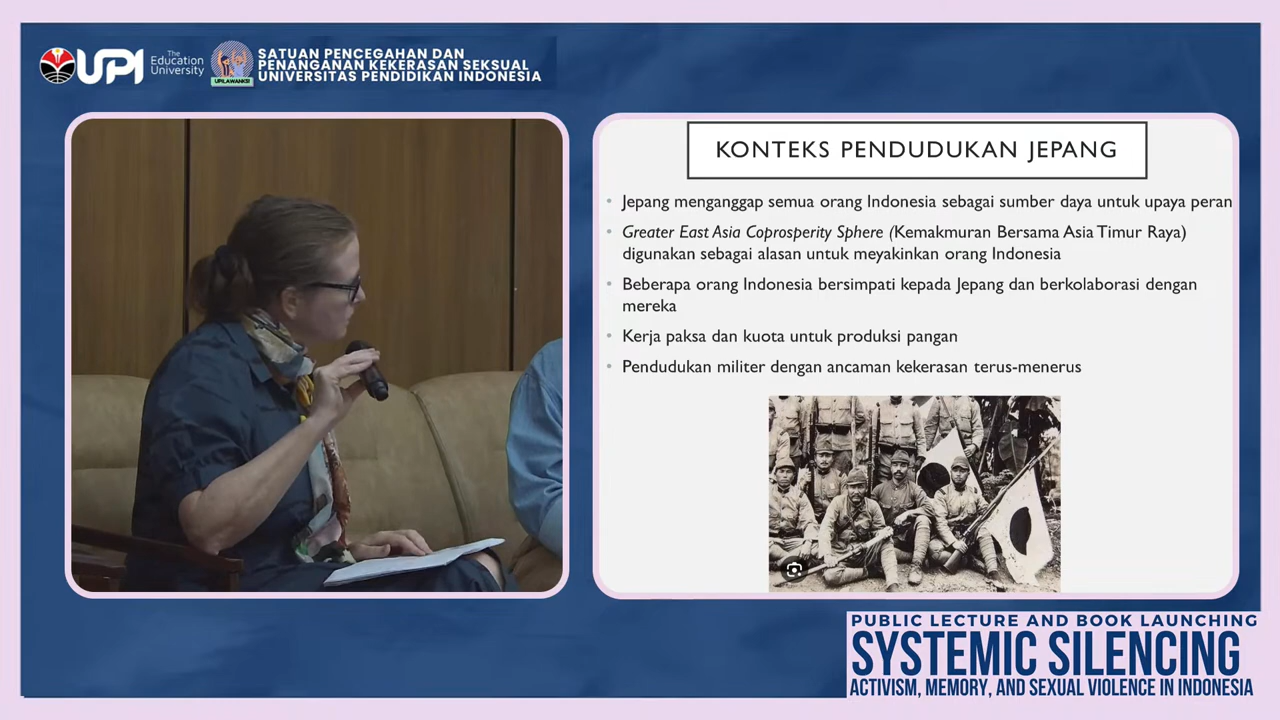 UPI
The
Education
University
UPILAWANKS!
SATUAN PENCEGAHAN DAN
PENANGANAN KEKERASAN SEKSUAL
UNIVERSITAS PENDIDIKAN INDONESIA
KONTEKS PENDUDUKAN JEPANG
• Jepang menganggap semua orang Indonesia sebagai sumber daya untuk upaya peran
• Greater East Asia Coprosperity Sphere (Kemakmuran Bersama Asia Timur Raya)
digunakan sebagai alasan untuk meyakinkan orang Indonesia
• Beberapa orang Indonesia bersimpati kepada Jepang dan berkolaborasi dengan
mereka
• Kerja paksa dan kuota untuk produksi pangan
• Pendudukan militer dengan ancaman kekerasan terus-menerus
PUBLIC LECTURE AND BOOK LAUNCHING
SYSTEMIC SILENCING
ACTIVISM, MEMORY, AND SEXUAL VIOLENCE IN INDONESIA